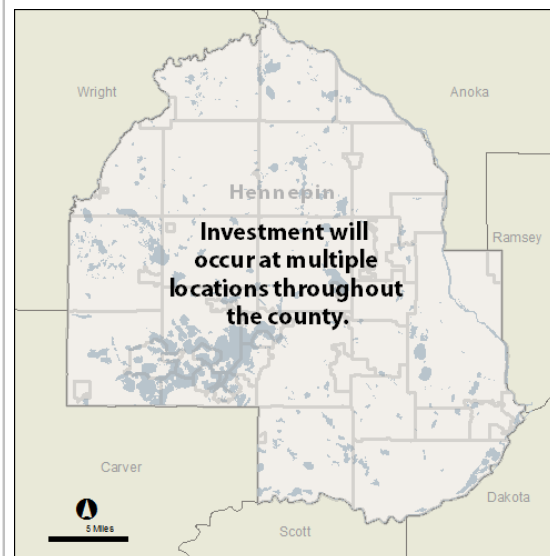 Wright
Anoka
Hennepin
Investment will
occur at multiple
locations throughout
the county.
Ramsey
Carver
Dakota
5 Miles
Scott